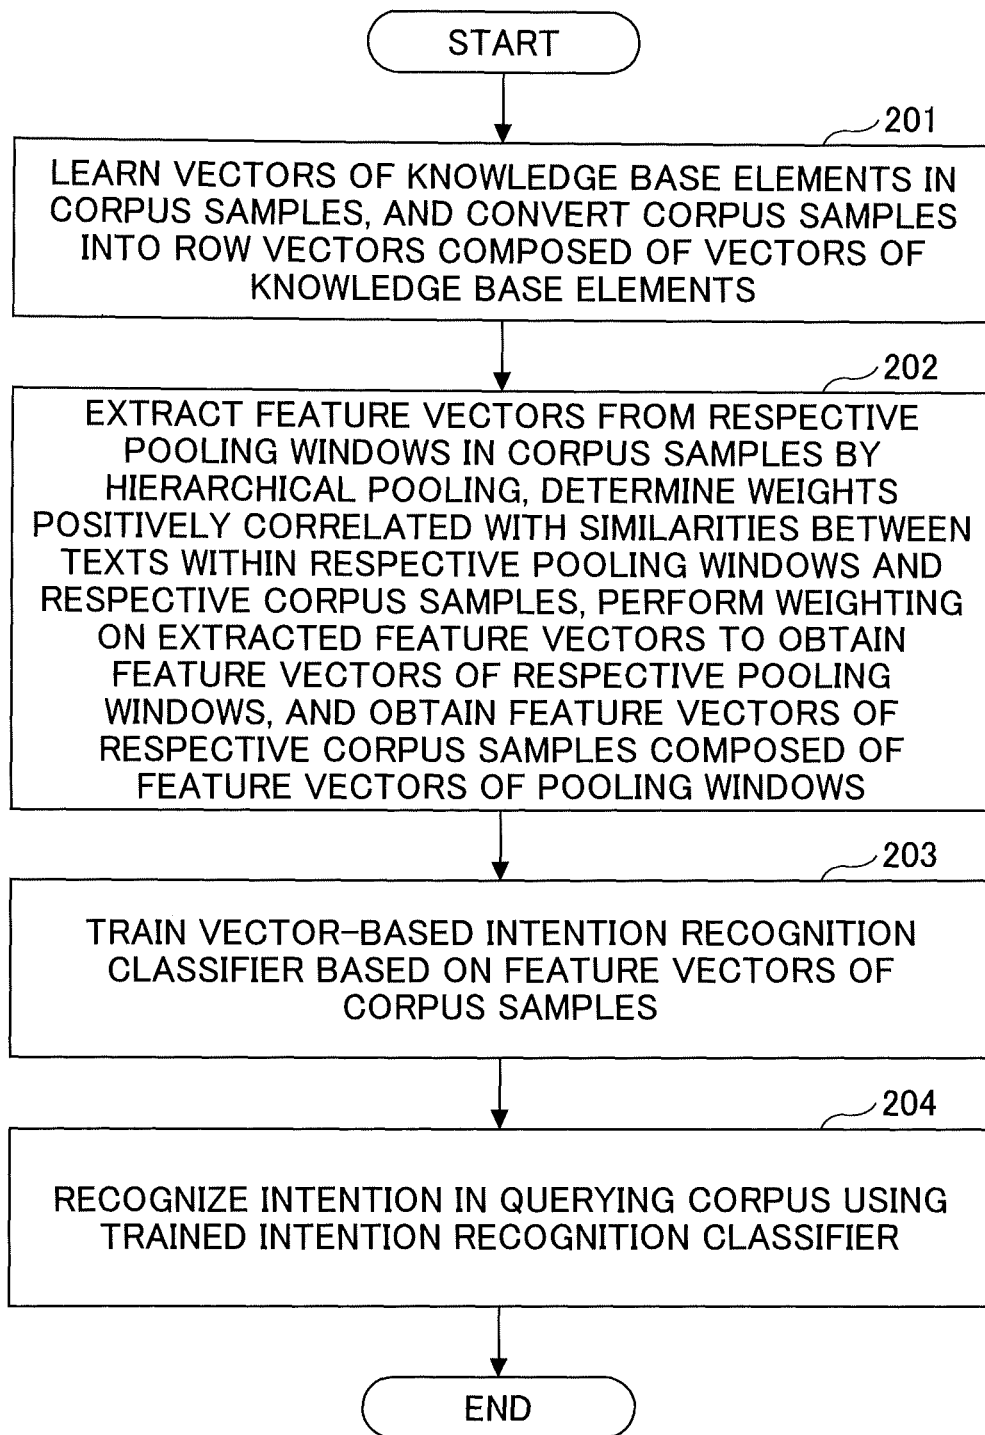 START
201
LEARN VECTORS OF KNOWLEDGE BASE ELEMENTS IN
CORPUS SAMPLES, AND CONVERT CORPUS SAMPLES
INTO ROW VECTORS COMPOSED OF VECTORS OF
KNOWLEDGE BASE ELEMENTS
202
EXTRACT FEATURE VECTORS FROM RESPECTIVE
POOLING WINDOWS IN CORPUS SAMPLES BY
HIERARCHICAL POOLING, DETERMINE WEIGHTS
POSITIVELY CORRELATED WITH SIMILARITIES BETWEEN
TEXTS WITHIN RESPECTIVE POOLING WINDOWS AND
RESPECTIVE CORPUS SAMPLES, PERFORM WEIGHTING
ON EXTRACTED FEATURE VECTORS TO OBTAIN
FEATURE VECTORS OF RESPECTIVE POOLING
WINDOWS, AND OBTAIN FEATURE VECTORS OF
RESPECTIVE CORPUS SAMPLES COMPOSED OF
FEATURE VECTORS OF POOLING WINDOWS
203
TRAIN VECTOR-BASED INTENTION RECOGNITION
CLASSIFIER BASED ON FEATURE VECTORS OF
CORPUS SAMPLES
204
RECOGNIZE INTENTION IN QUERYING CORPUS USING
TRAINED INTENTION RECOGNITION CLASSIFIER
END